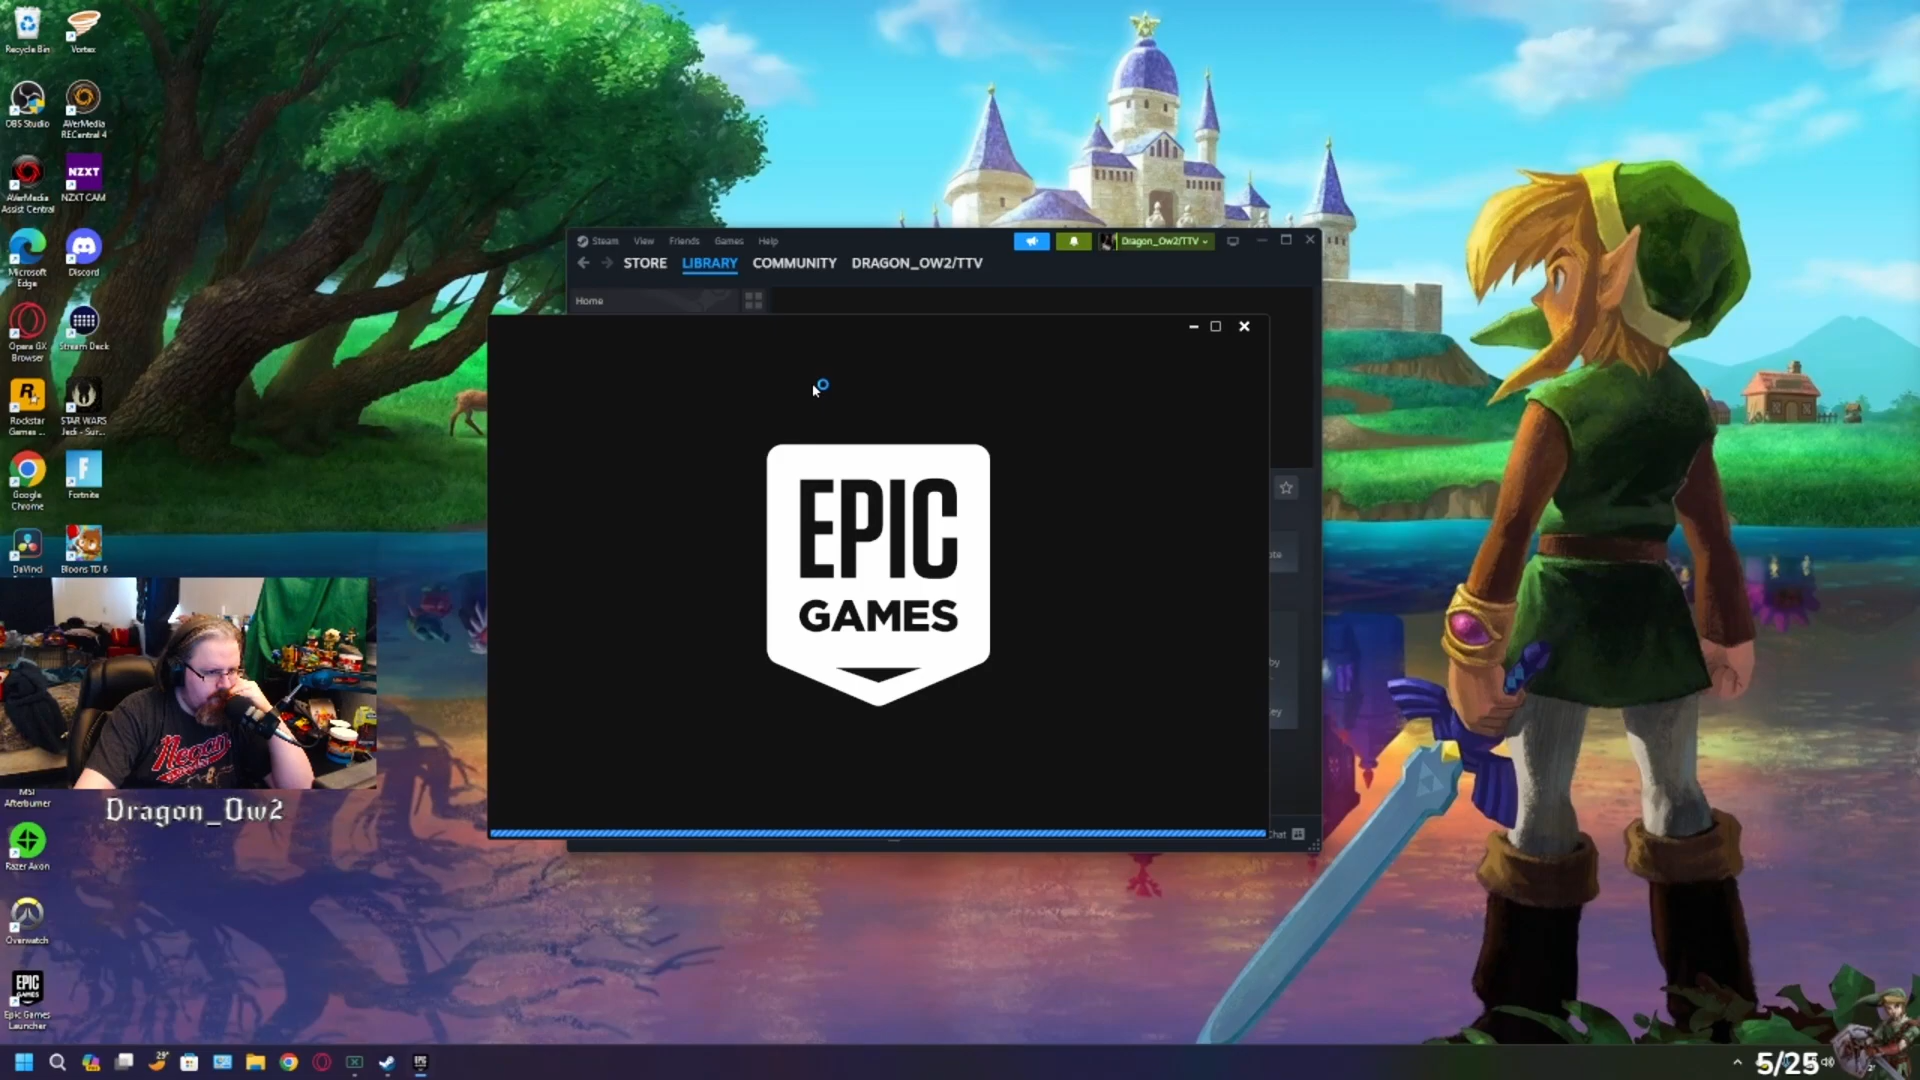 Recycle Bin
Vortex
OBS Studio
AVerMedia
RECentral 4
AVerMedia
Assist Central
NZXT
NZXT CAM
Microsoft
Edge
Discord
Opera GX
Browser
Stream Deck
Rockstar
Games ...
STAR WARS
Jedi - Sur...
Google
Chrome
Fortnite
DaVinci
Bloons TD 6
MSI
Afterburner
Razer Axon
Overwatch
EPIC
GAMES
Epic Games
Launcher
Dragon_Ow2
Steam View Friends Games Help
Dragon_Ow2/TTV
STORE LIBRARY COMMUNITY DRAGON_OW2/TTV
Home
EPIC
GAMES
Chat
29°
5/25